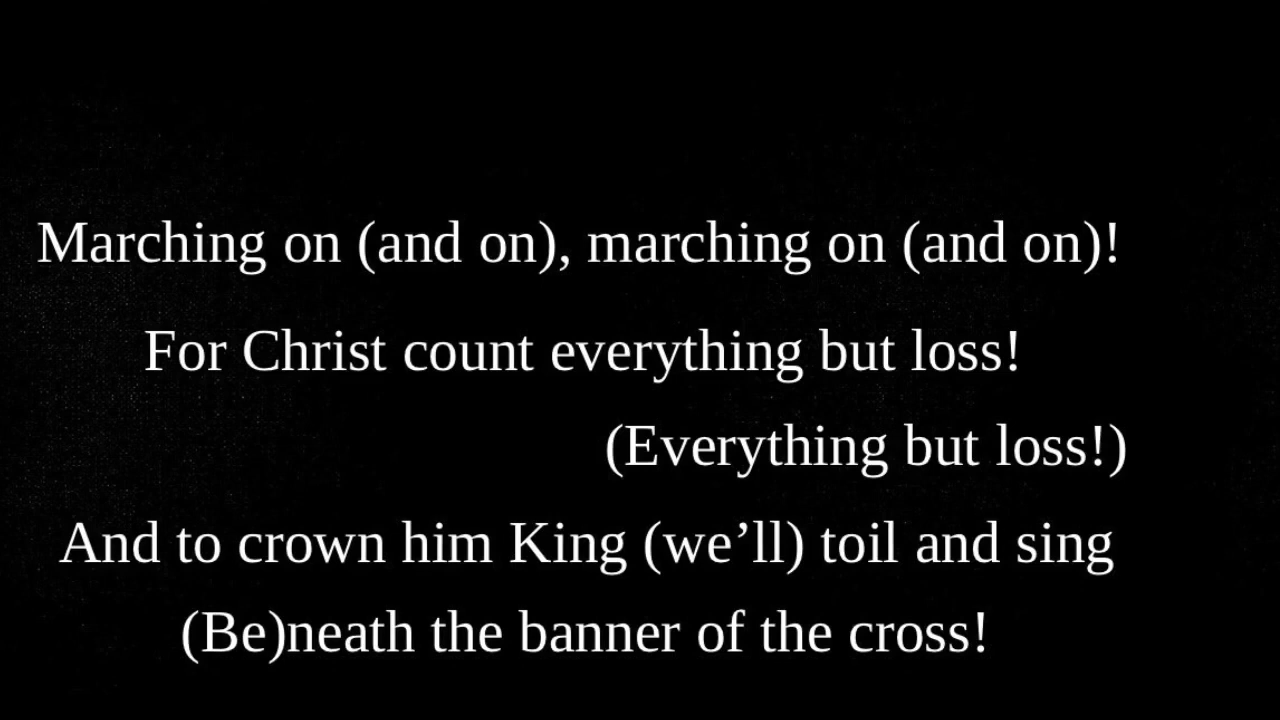 Marching on (and on), marching on (and on)!
For Christ count everything but loss!
(Everything but loss!)
And to crown him King (we’ll) toil and sing
(Be)neath the banner of the cross!